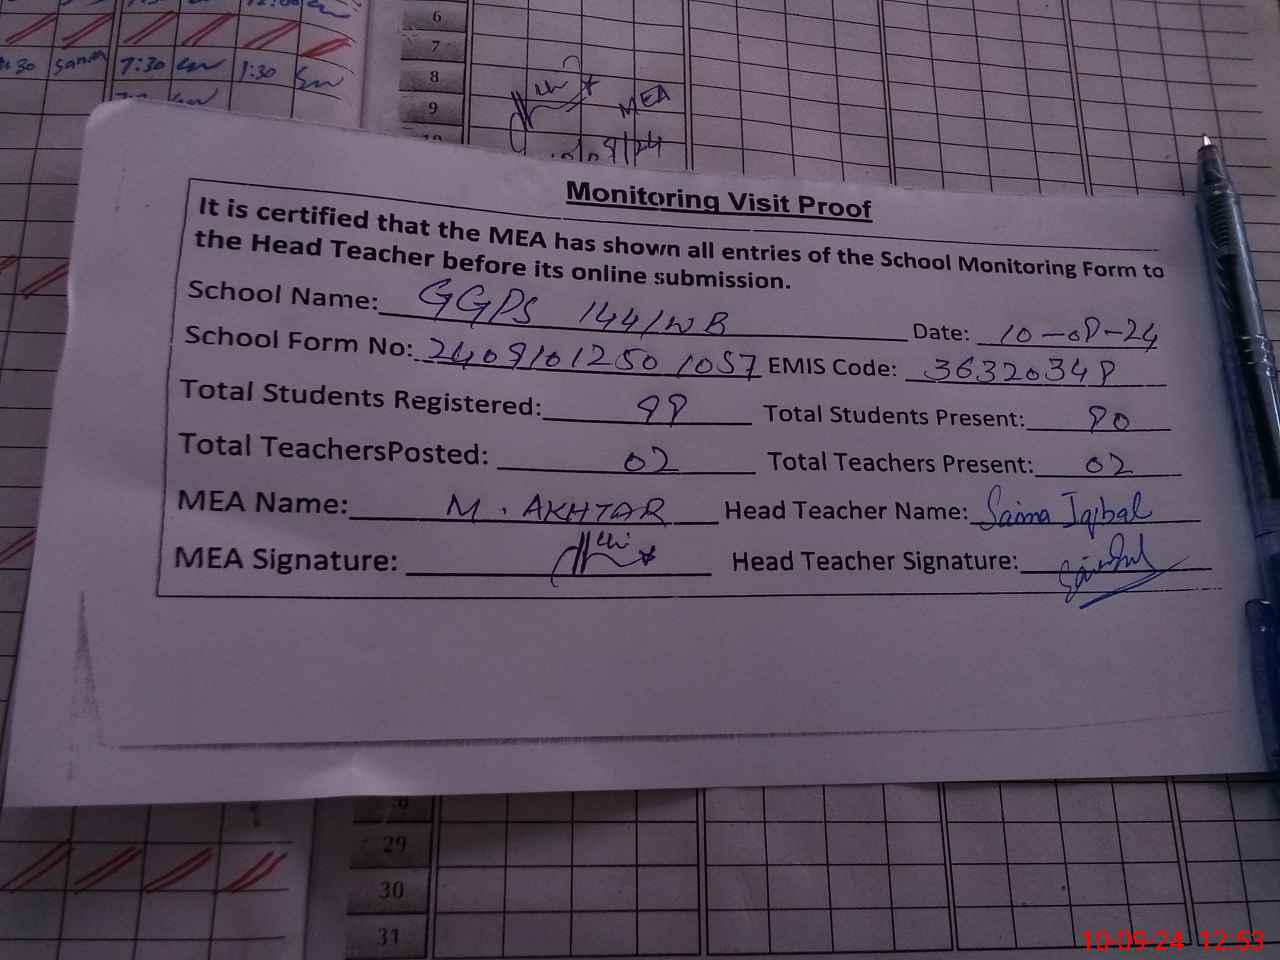 6
7
:30 7:30 1:30
8
9
MEA
10
Monitoring Visit Proof
It is certified that the MEA has shown all entries of the School Monitoring Form to
the Head Teacher before its online submission.
School Name: GGPS 144/WB Date: 10-08-24
School Form No: 2409101250 1057 EMIS Code: 36320348
Total Students Registered: 98 Total Students Present: 80
Total TeachersPosted: 02 Total Teachers Present: 02
MEA Name: M. AKHTAR Head Teacher Name: Saima Iqbal
MEA Signature: Head Teacher Signature:
29
30
31
10-09-24 12:53